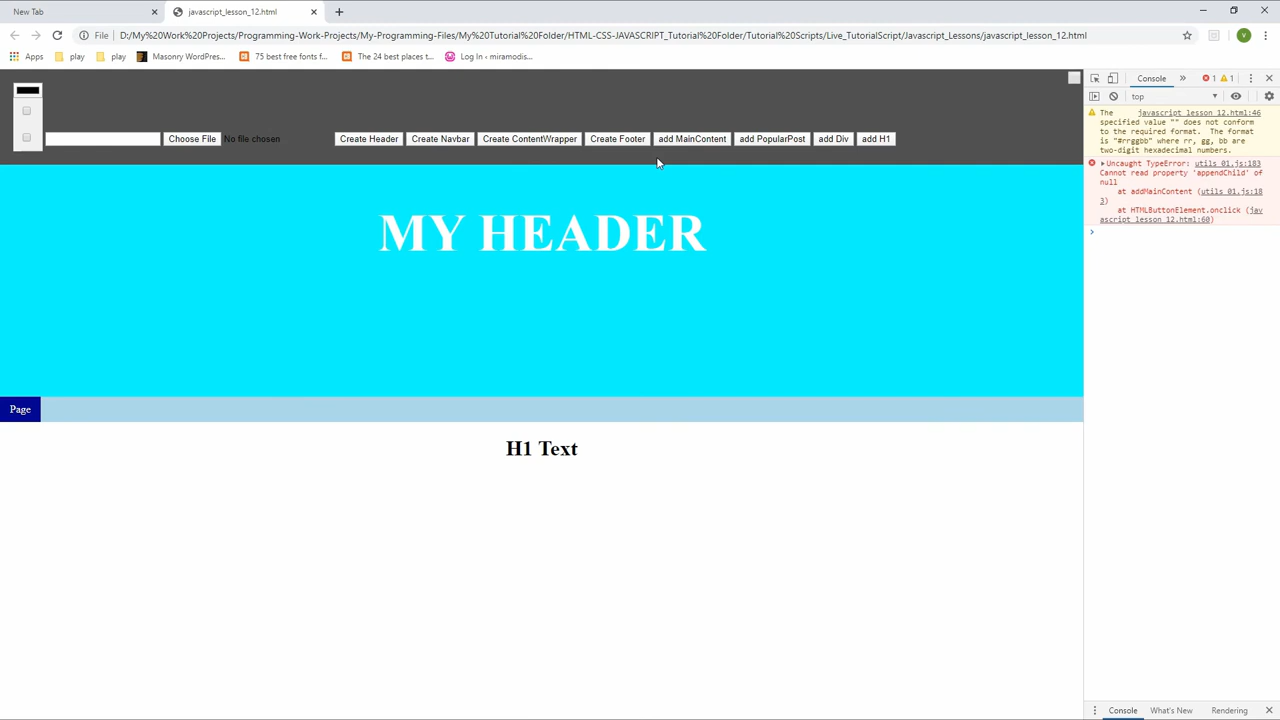 New Tab
javascript_lesson_12.html
File
D:/My%20Work%20Projects/Programming-Work-Projects/My-Programming-Files/My%20Tutorial%20Folder/HTML-CSS-JAVASCRIPT_Tutorial%20Folder/Tutorial%20Scripts/Live_TutorialScript/Javascript_Lessons/javascript_lesson_12.html
V
Apps play play Masonry WordPres... 75 best free fonts f... The 24 best places t... Log In ‹ miramodis...
Choose File No file chosen
Create Header Create Navbar Create ContentWrapper Create Footer add MainContent add PopularPost add Div add H1
MY HEADER
Page
H1 Text
Console » 1 1
top
The javascript lesson 12.html:46
specified value "" does not conform
to the required format. The format
is "#rrggbb" where rr, gg, bb are
two-digit hexadecimal numbers.
Uncaught TypeError: utils 01.js:183
Cannot read property 'appendChild' of
null
at addMainContent (utils 01.js:18
3)
at HTMLButtonElement.onclick (jav
ascript lesson 12.html:60)
Console What's New Rendering